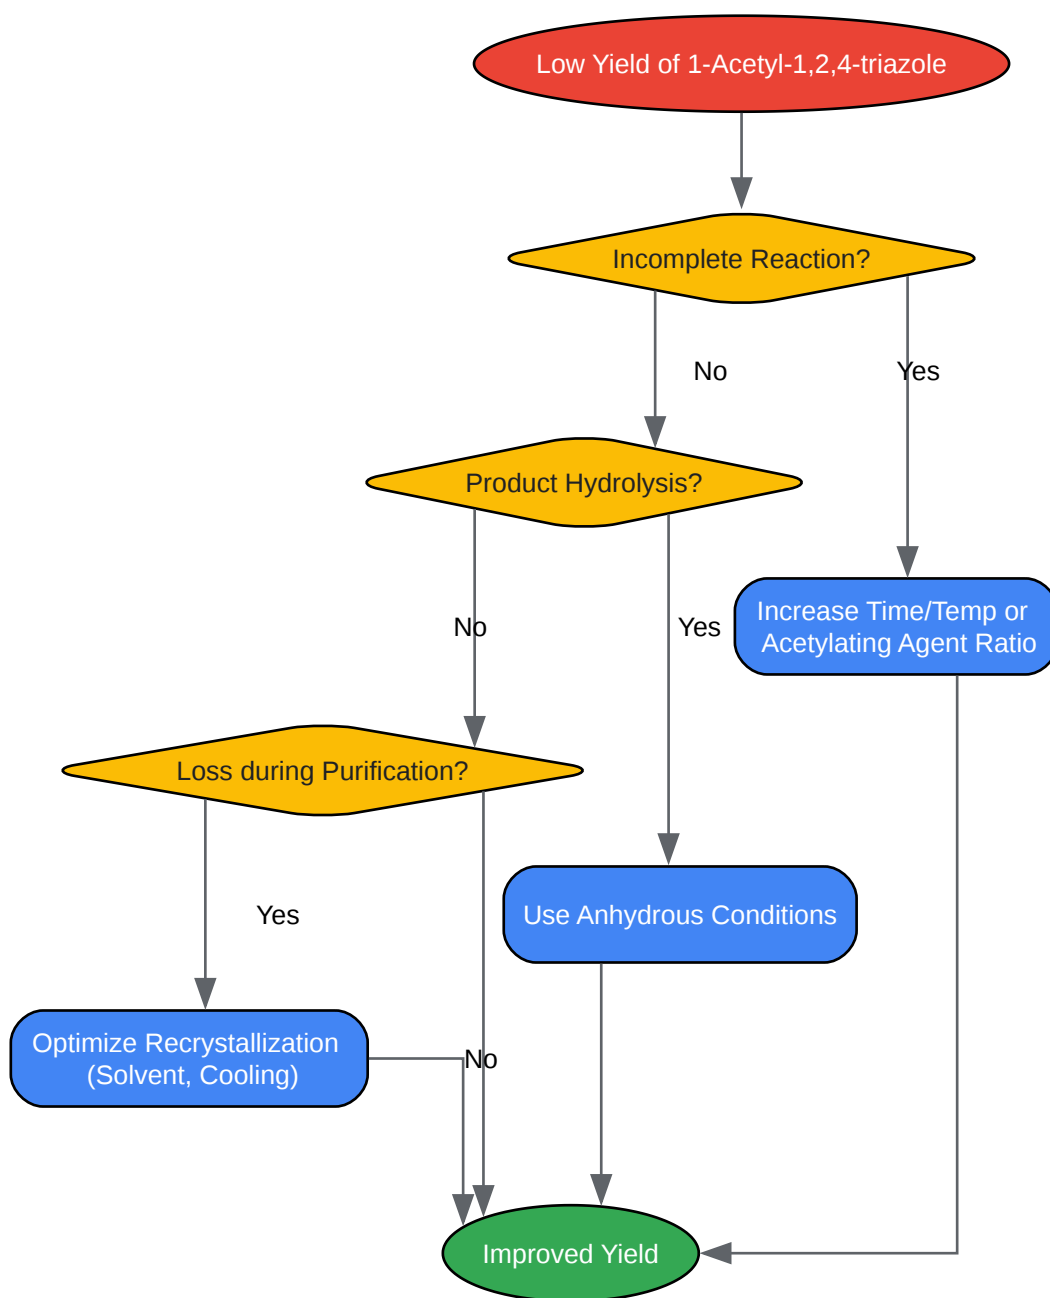 Low Yield of 1-Acetyl-1,2,4-triazole
Incomplete Reaction?
No
Yes
Product Hydrolysis?
Increase Time/Temp or
Acetylating Agent Ratio
No
Yes
Loss during Purification?
Yes
Use Anhydrous Conditions
Optimize Recrystallization
(Solvent, Cooling)
No
Improved Yield